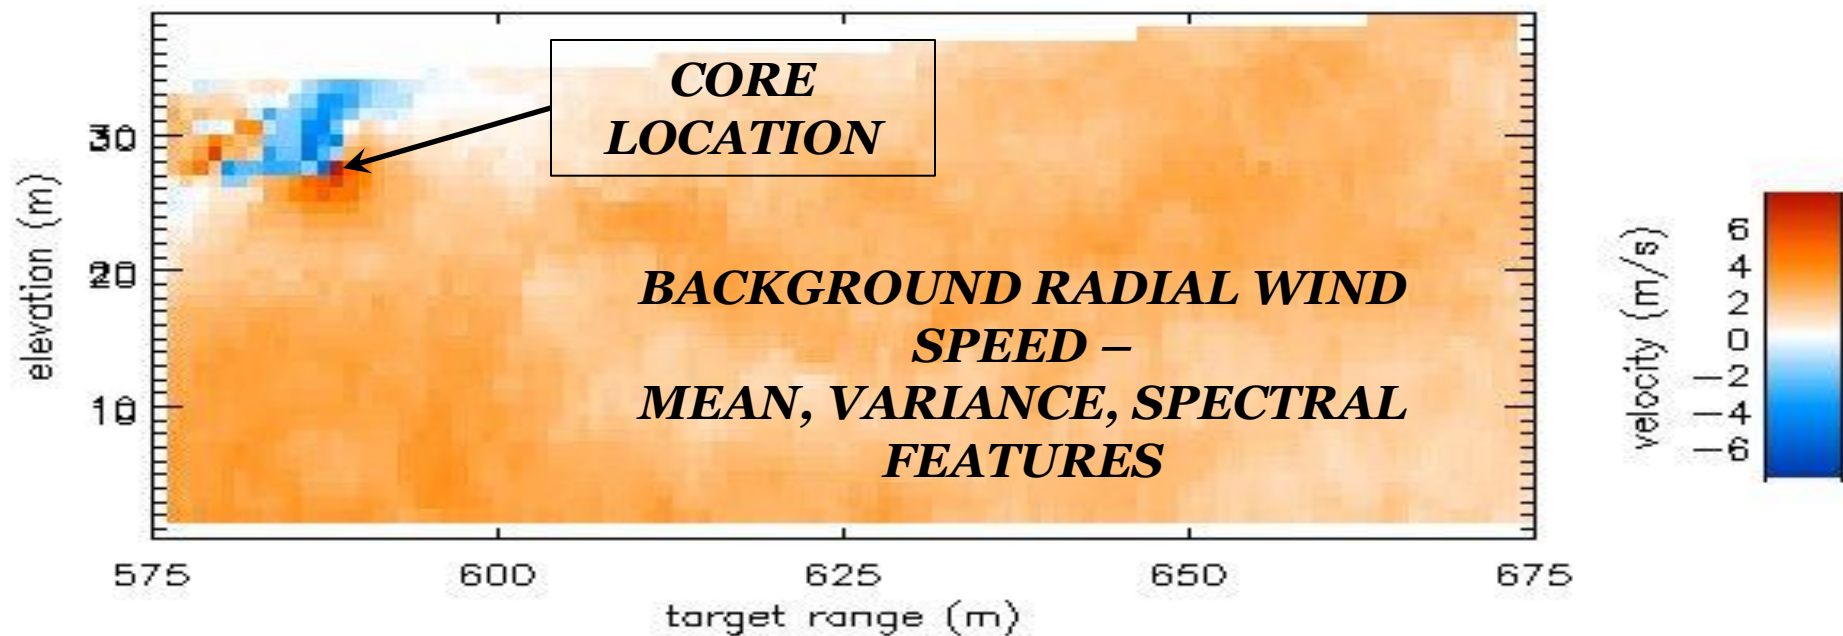 CORE
LOCATION
BACKGROUND RADIAL WIND
SPEED –
MEAN, VARIANCE, SPECTRAL
FEATURES
elevation (m)
30
20
10
575 600 625 650 675
target range (m)
velocity (m/s)
6
4
2
0
−2
−4
−6